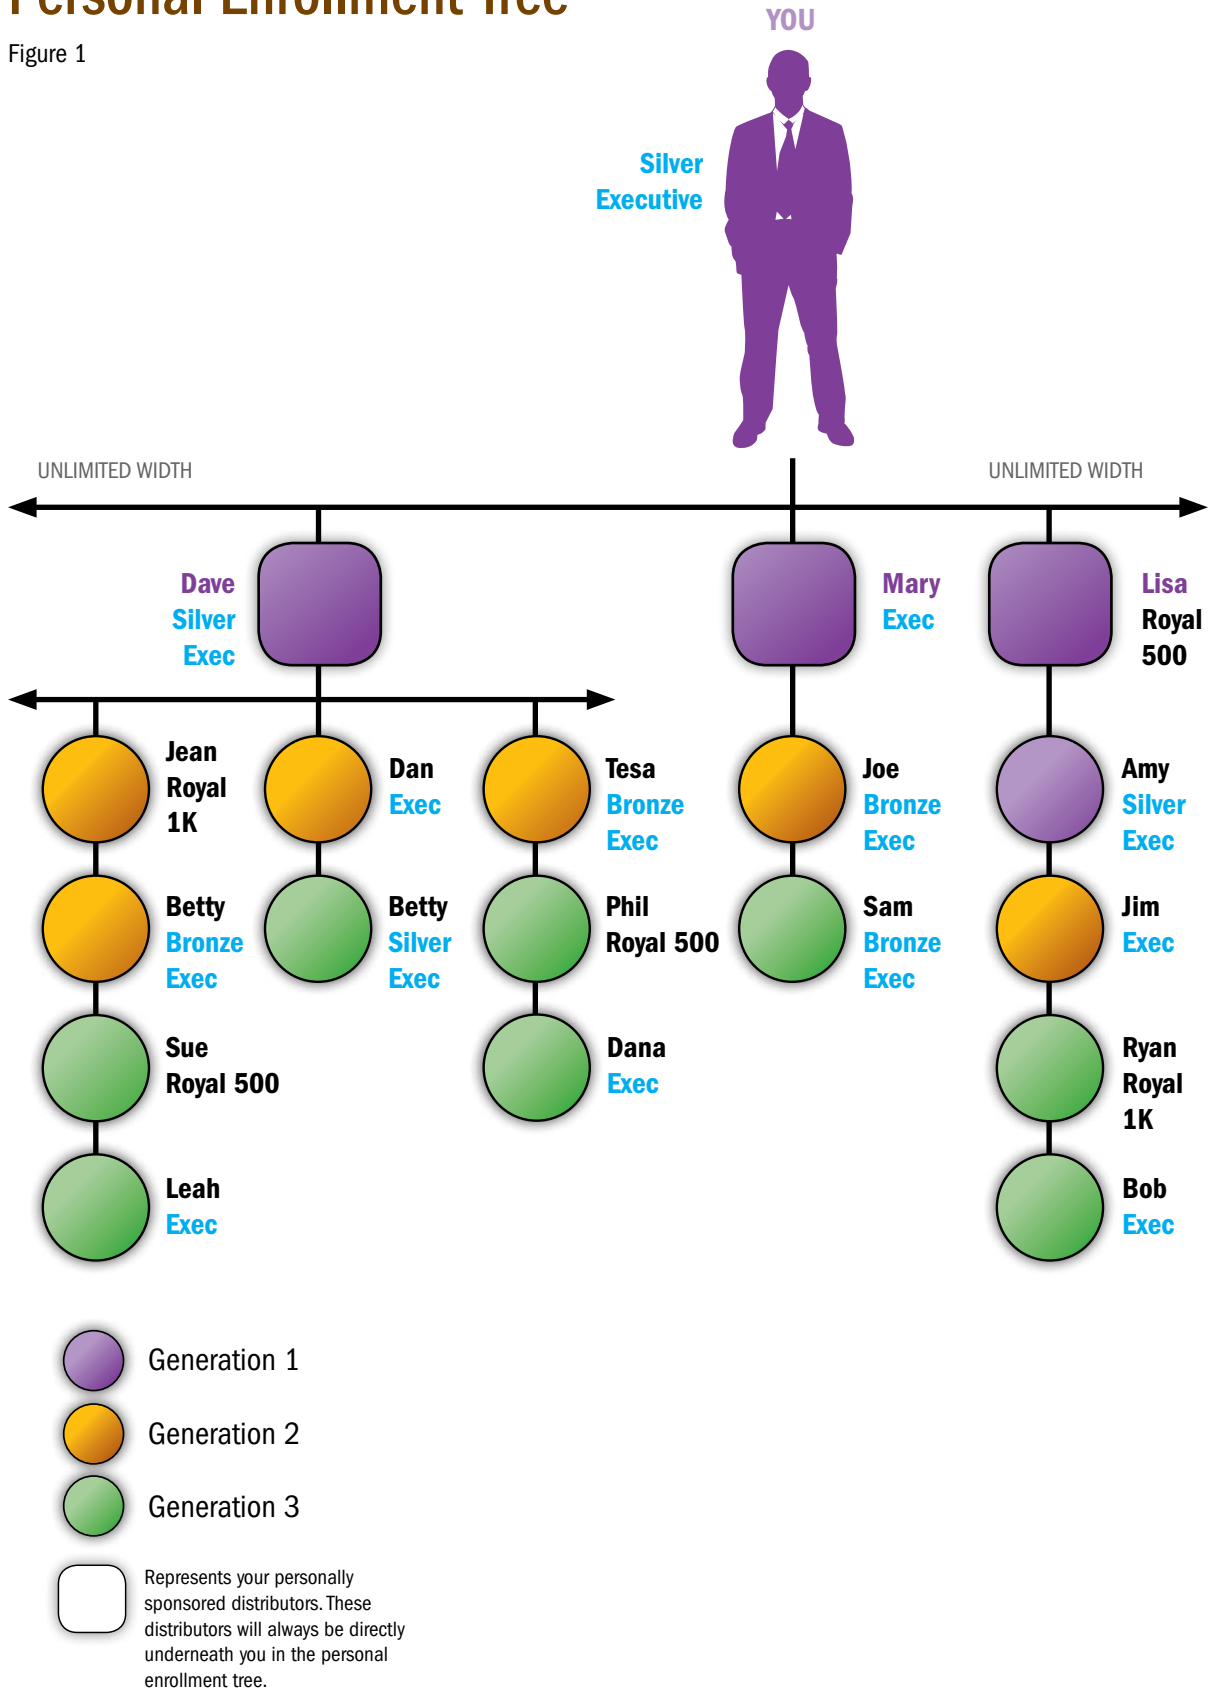 Personal Enrollment Tree
Figure 1
YOU
Silver
Executive
UNLIMITED WIDTH
UNLIMITED WIDTH
Dave
Silver
Exec
Mary
Exec
Lisa
Royal
500
Jean
Royal
1K
Dan
Exec
Tesa
Bronze
Exec
Joe
Bronze
Exec
Amy
Silver
Exec
Betty
Bronze
Exec
Betty
Silver
Exec
Phil
Royal 500
Sam
Bronze
Exec
Jim
Exec
Sue
Royal 500
Dana
Exec
Ryan
Royal
1K
Leah
Exec
Bob
Exec
Generation 1
Generation 2
Generation 3
Represents your personally
sponsored distributors. These
distributors will always be directly
underneath you in the personal
enrollment tree.